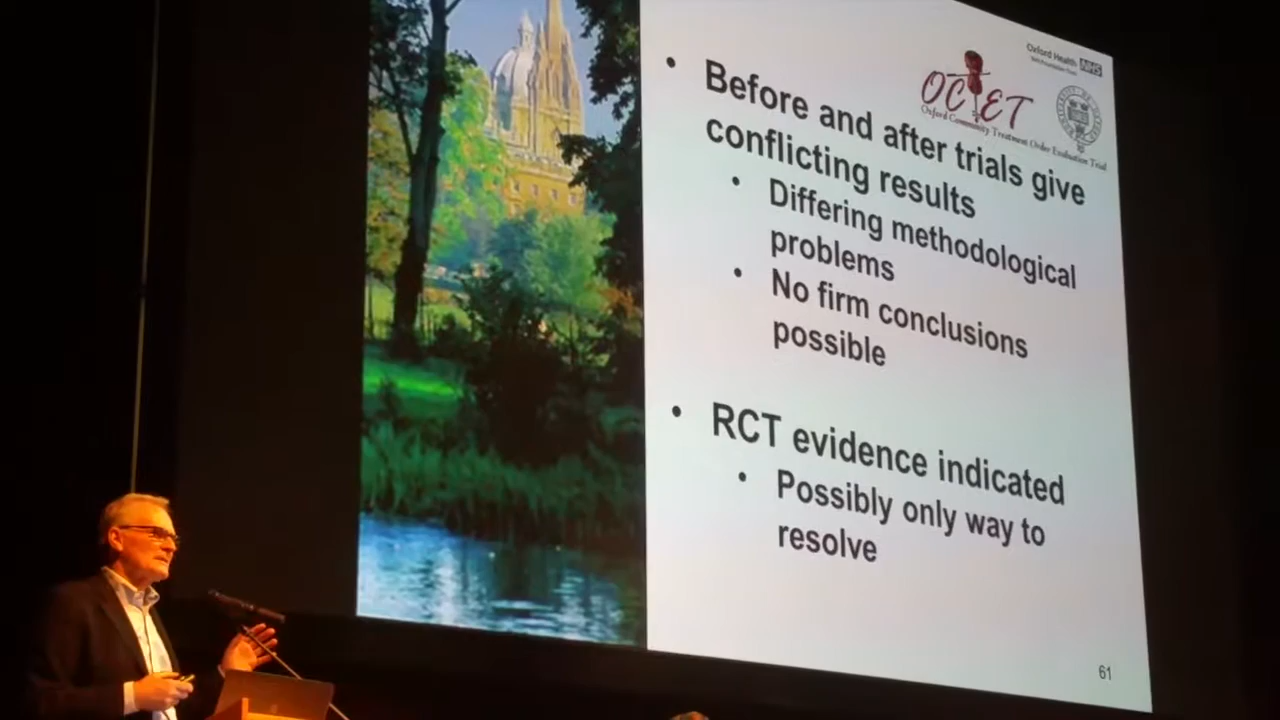 Oxford Health NHS
OCTET
Oxford Community Treatment Order Evaluation Trial
• Before and after trials give
conflicting results
• Differing methodological
problems
• No firm conclusions
possible
• RCT evidence indicated
• Possibly only way to
resolve
61